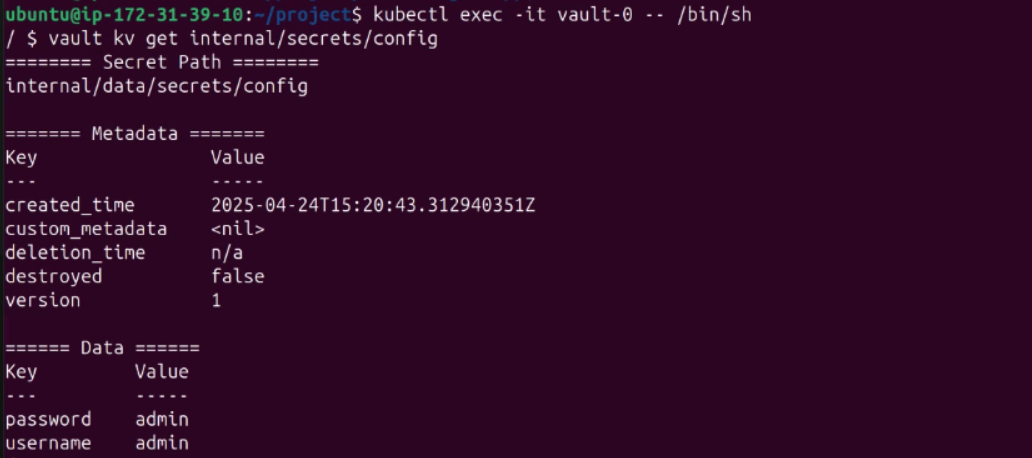 ubuntu@ip-172-31-39-10:~/project$ kubectl exec -it vault-0 -- /bin/sh
/ $ vault kv get internal/secrets/config
======== Secret Path ========
internal/data/secrets/config
======= Metadata =======
Key Value
--- -----
created_time 2025-04-24T15:20:43.312940351Z
custom_metadata <nil>
deletion_time n/a
destroyed false
version 1
====== Data ======
Key Value
--- -----
password admin
username admin